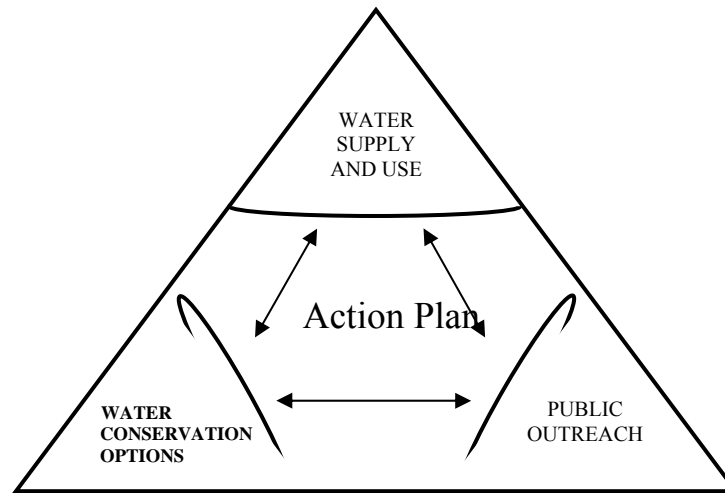 WATER
SUPPLY
AND USE
Action Plan
WATER
CONSERVATION
OPTIONS
PUBLIC
OUTREACH